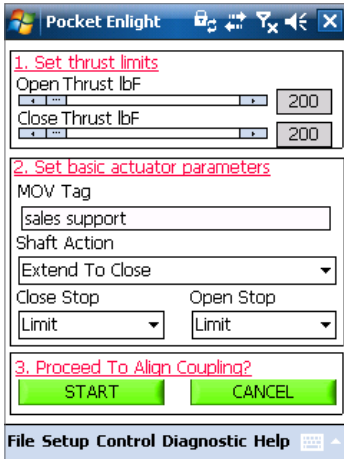 Pocket Enlight
1. Set thrust limits
Open Thrust lbF
200
Close Thrust lbF
200
2. Set basic actuator parameters
MOV Tag
sales support
Shaft Action
Extend To Close
Close Stop Open Stop
Limit Limit
3. Proceed To Align Coupling?
START CANCEL
File Setup Control Diagnostic Help